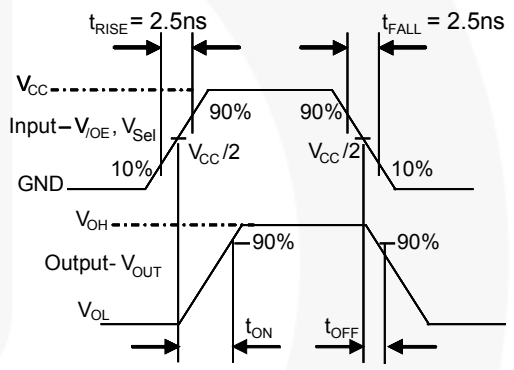 tRISE = 2.5ns tFALL = 2.5ns
VCC
90% 90%
Input– V/OE, VSel
VCC/2 VCC/2
10% 10%
GND
VOH
90% 90%
Output- VOUT
VOL
tON tOFF